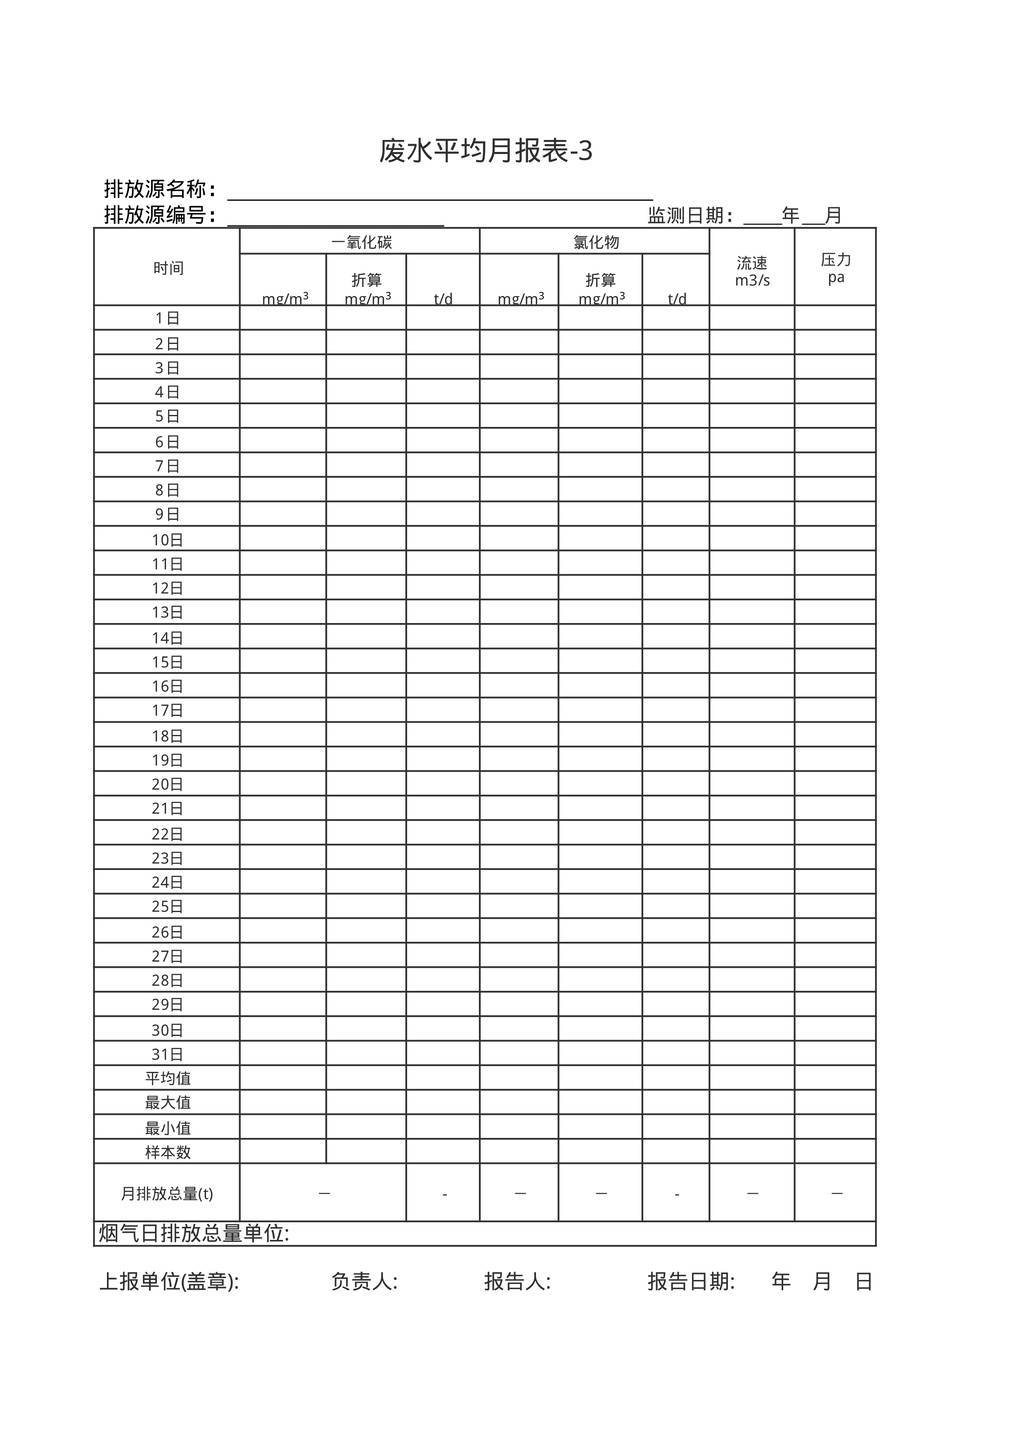 废水平均月报表-3
排放源名称：
排放源编号： 监测日期：____年__月
时间 一氧化碳 氯化物 流速 m3/s 压力 pa
mg/m³ 折算 mg/m³ t/d mg/m³ 折算 mg/m³ t/d
1日
2日
3日
4日
5日
6日
7日
8日
9日
10日
11日
12日
13日
14日
15日
16日
17日
18日
19日
20日
21日
22日
23日
24日
25日
26日
27日
28日
29日
30日
31日
平均值
最大值
最小值
样本数
月排放总量(t) — - — — - — —
烟气日排放总量单位:
上报单位(盖章): 负责人: 报告人: 报告日期: 年 月 日